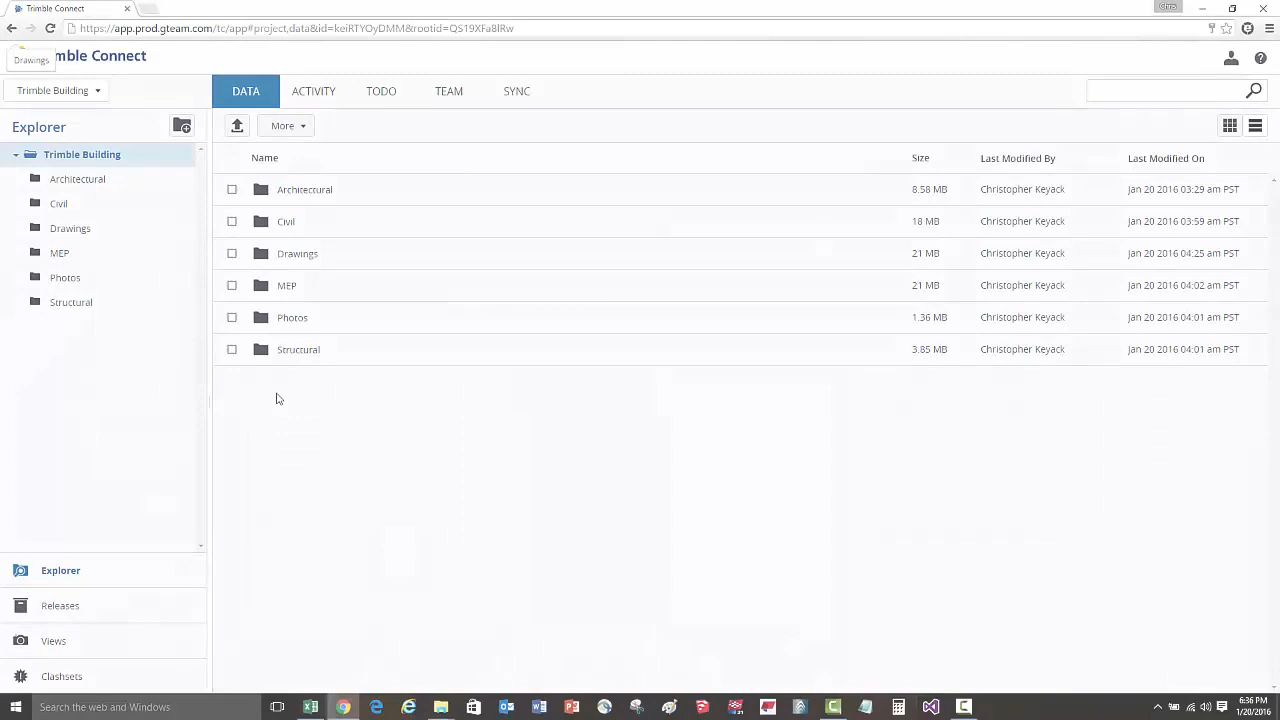 Trimble Connect
Chris
https://app.prod.gteam.com/tc/app#project,data&id=keiRTYOyDMM&rootid=QS19XFa8lRw
Drawings
mble Connect
Trimble Building
DATA
ACTIVITY
TODO
TEAM
SYNC
Explorer
More
Trimble Building
Architectural
Civil
Drawings
MEP
Photos
Structural
Name Size Last Modified By Last Modified On
Architectural 8.58 MB Christopher Keyack Jan 20 2016 03:29 am PST
Civil 18 MB Christopher Keyack Jan 20 2016 03:59 am PST
Drawings 21 MB Christopher Keyack Jan 20 2016 04:25 am PST
MEP 21 MB Christopher Keyack Jan 20 2016 04:02 am PST
Photos 1.36 MB Christopher Keyack Jan 20 2016 04:01 am PST
Structural 3.85 MB Christopher Keyack Jan 20 2016 04:01 am PST
Explorer
Releases
Views
Clashsets
Search the web and Windows
6:36 PM
1/20/2016